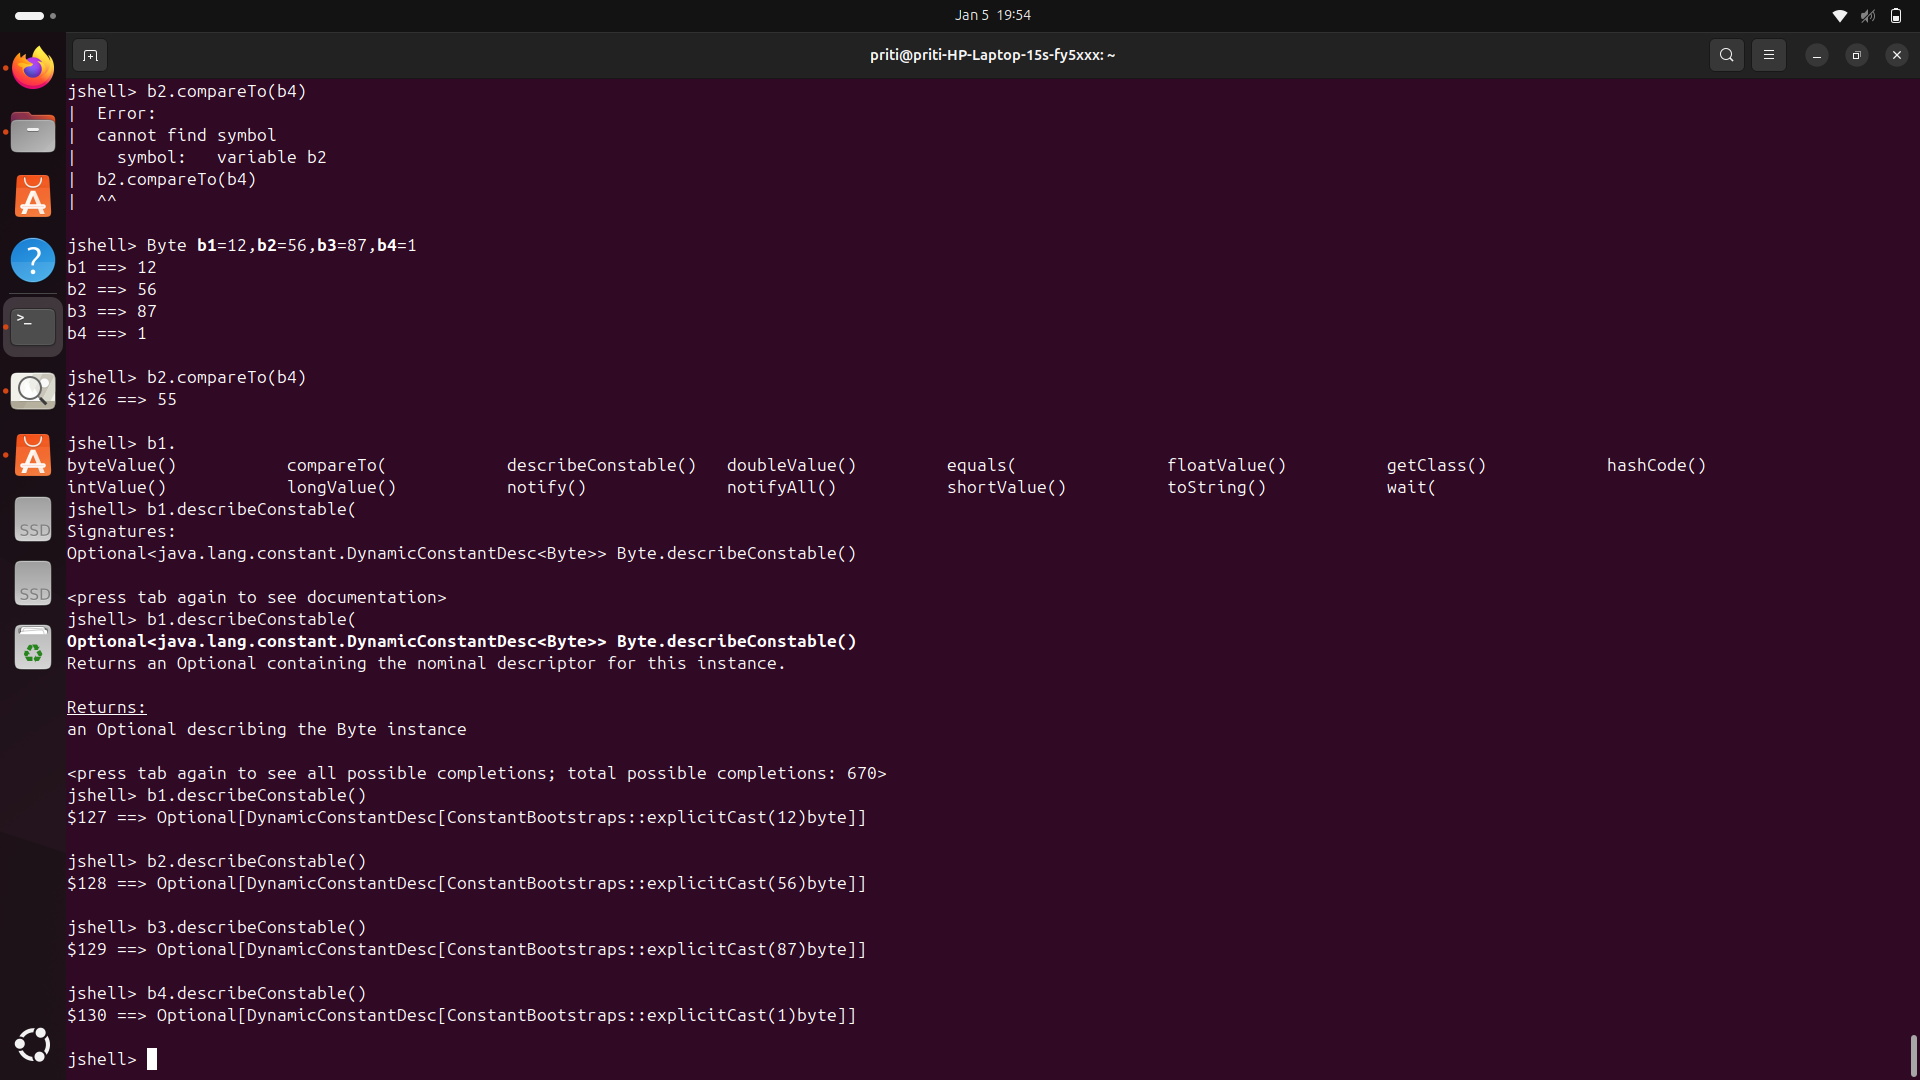 Jan 5 19:54
priti@priti-HP-Laptop-15s-fy5xxx: ~
jshell> b2.compareTo(b4)
|  Error:
|  cannot find symbol
|    symbol:   variable b2
|  b2.compareTo(b4)
|  ^^
jshell> Byte b1=12,b2=56,b3=87,b4=1
b1 ==> 12
b2 ==> 56
b3 ==> 87
b4 ==> 1
jshell> b2.compareTo(b4)
$126 ==> 55
jshell> b1.
byteValue()           compareTo(            describeConstable()   doubleValue()         equals(               floatValue()          getClass()            hashCode()
intValue()            longValue()           notify()              notifyAll()           shortValue()          toString()            wait(
jshell> b1.describeConstable(
Signatures:
Optional<java.lang.constant.DynamicConstantDesc<Byte>> Byte.describeConstable()
<press tab again to see documentation>
jshell> b1.describeConstable(
Optional<java.lang.constant.DynamicConstantDesc<Byte>> Byte.describeConstable()
Returns an Optional containing the nominal descriptor for this instance.
Returns:
an Optional describing the Byte instance
<press tab again to see all possible completions; total possible completions: 670>
jshell> b1.describeConstable()
$127 ==> Optional[DynamicConstantDesc[ConstantBootstraps::explicitCast(12)byte]]
jshell> b2.describeConstable()
$128 ==> Optional[DynamicConstantDesc[ConstantBootstraps::explicitCast(56)byte]]
jshell> b3.describeConstable()
$129 ==> Optional[DynamicConstantDesc[ConstantBootstraps::explicitCast(87)byte]]
jshell> b4.describeConstable()
$130 ==> Optional[DynamicConstantDesc[ConstantBootstraps::explicitCast(1)byte]]
jshell>
?
>_
SSD
SSD